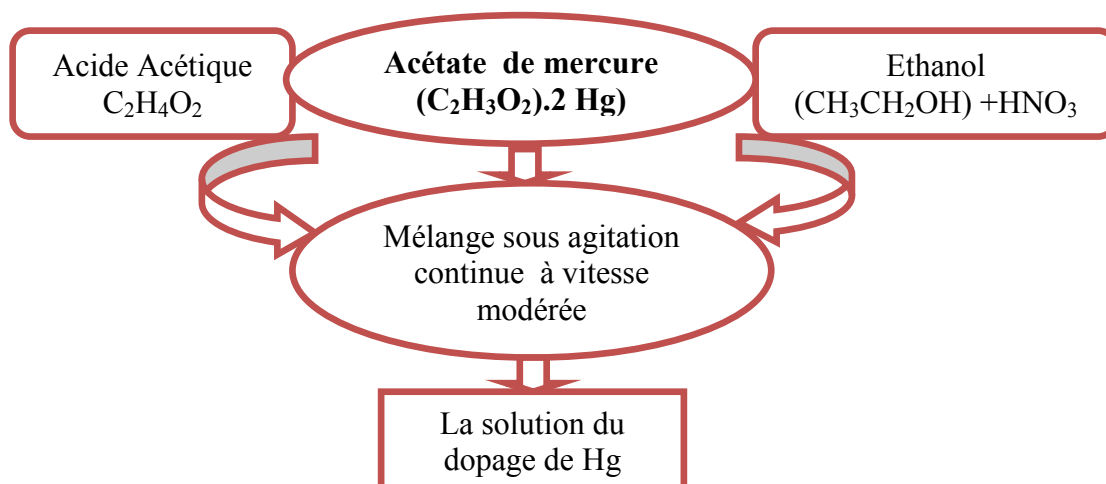 Acide Acétique
C₂H₄O₂
Acétate de mercure
(C₂H₃O₂).2 Hg)
Ethanol
(CH₃CH₂OH) +HNO₃
Mélange sous agitation
continue à vitesse
modérée
La solution du
dopage de Hg